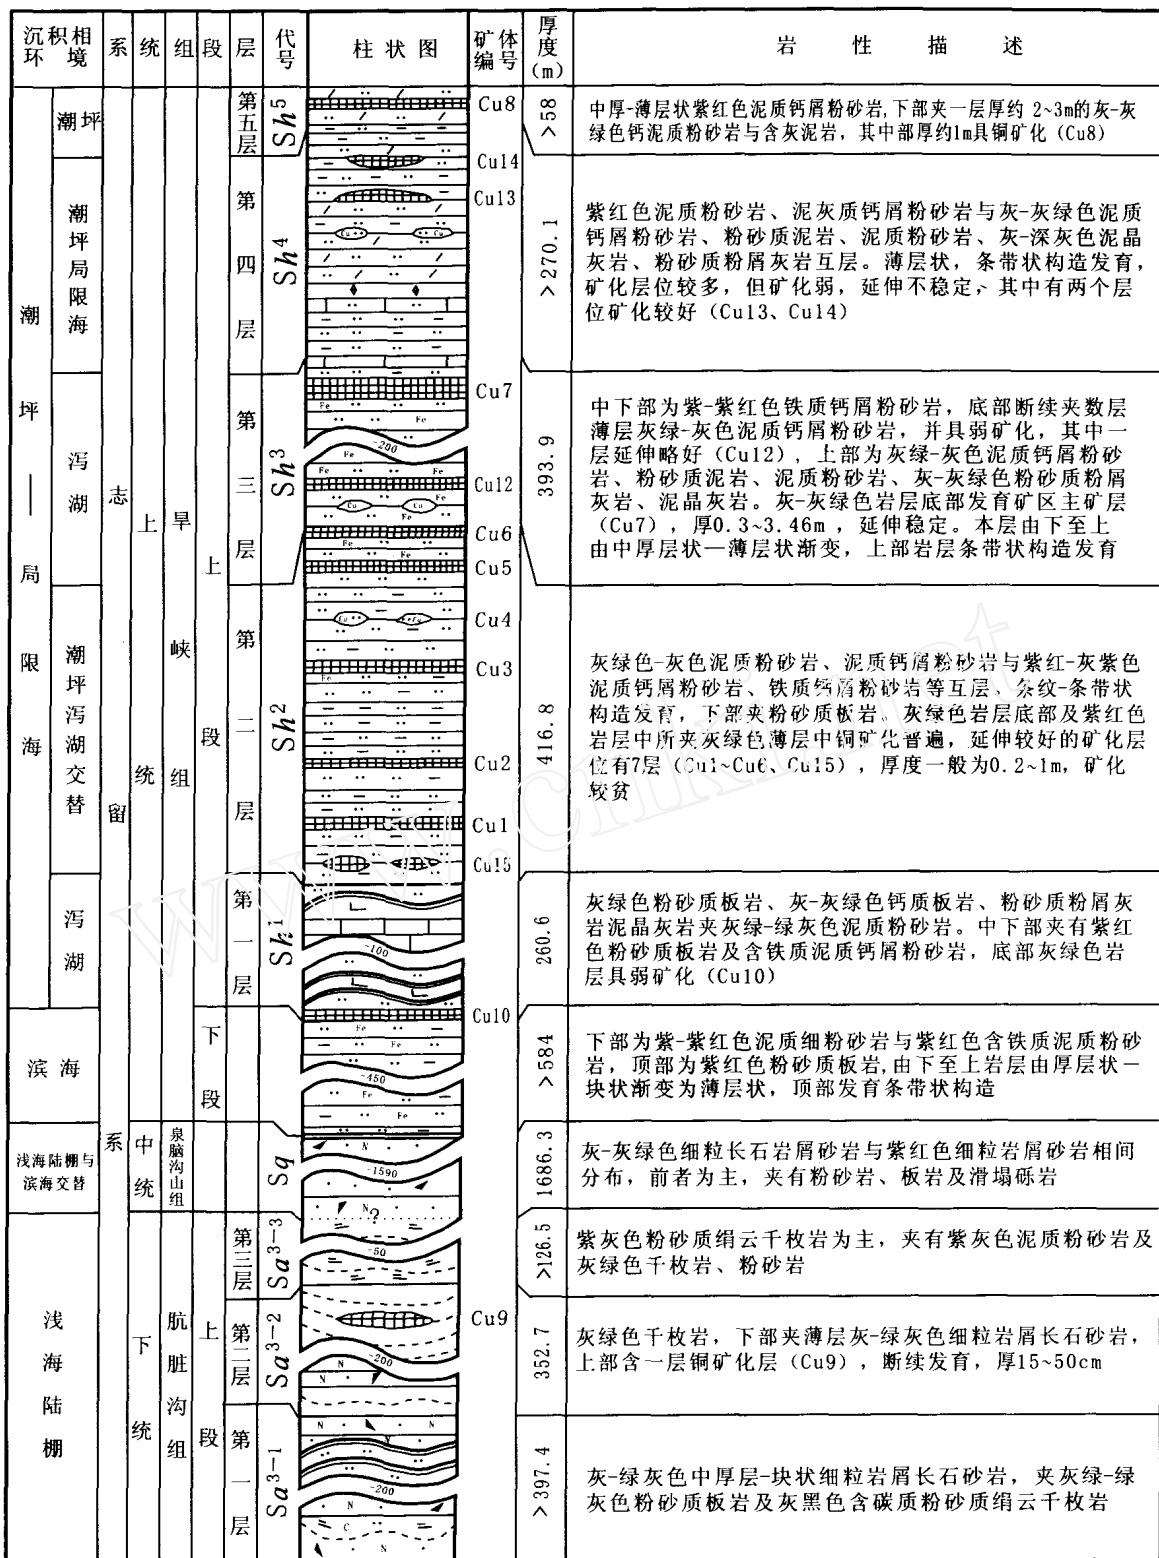 沉积相环境 系 统 组 段 层 代号 柱状图 矿体编号 厚度(m) 岩性描述
潮坪—局限海
潮坪
潮坪局限海
泻湖
潮坪泻湖交替
泻湖
滨海
浅海陆棚与
滨海交替
浅海陆棚
志留系
上统
中统
下统
旱峡组
泉脑沟山组
肮脏沟组
上段
下段
上段
第五层 Sh⁵
Cu8
>58
中厚-薄层状紫红色泥质钙屑粉砂岩,下部夹一层厚约 2~3m的灰-灰
绿色钙泥质粉砂岩与含灰泥岩，其中部厚约1m具铜矿化（Cu8）
第四层 Sh⁴
Cu14
Cu13
>270.1
紫红色泥质粉砂岩、泥灰质钙屑粉砂岩与灰-灰绿色泥质
钙屑粉砂岩、粉砂质泥岩、泥质粉砂岩、灰-深灰色泥晶
灰岩、粉砂质粉屑灰岩互层。薄层状，条带状构造发育，
矿化层位较多，但矿化弱，延伸不稳定，其中有两个层
位矿化较好（Cu13、Cu14）
第三层 Sh³
Cu7
-200
Cu12
Cu6
Cu5
393.9
中下部为紫-紫红色铁质钙屑粉砂岩，底部断续夹数层
薄层灰绿-灰色泥质钙屑粉砂岩，并具弱矿化，其中一
层延伸略好（Cu12），上部为灰绿-灰色泥质钙屑粉砂
岩、粉砂质泥岩、泥质粉砂岩、灰-灰绿色粉砂质粉屑
灰岩、泥晶灰岩。灰-灰绿色岩层底部发育矿区主矿层
（Cu7），厚0.3~3.46m ，延伸稳定。本层由下至上
由中厚层状—薄层状渐变，上部岩层条带状构造发育
第二层 Sh²
Cu4
Cu3
Cu2
Cu1
Cu15
416.8
灰绿色-灰色泥质粉砂岩、泥质钙屑粉砂岩与紫红-灰紫色
泥质钙屑粉砂岩、铁质钙屑粉砂岩等互层、条纹-条带状
构造发育，下部夹粉砂质板岩。灰绿色岩层底部及紫红色
岩层中所夹灰绿色薄层中铜矿化普遍，延伸较好的矿化层
位有7层（Cu1~Cu6、Cu15），厚度一般为0.2~1m，矿化
较贫
第一层 Sh¹
-100
260.6
灰绿色粉砂质板岩、灰-灰绿色钙质板岩、粉砂质粉屑灰
岩泥晶灰岩夹灰绿-绿灰色泥质粉砂岩。中下部夹有紫红
色粉砂质板岩及含铁质泥质钙屑粉砂岩，底部灰绿色岩
层具弱矿化（Cu10）
Cu10
-450
>584
下部为紫-紫红色泥质细粉砂岩与紫红色含铁质泥质粉砂
岩，顶部为紫红色粉砂质板岩,由下至上岩层由厚层状—
块状渐变为薄层状，顶部发育条带状构造
Sq
-1590
1686.3
灰-灰绿色细粒长石岩屑砂岩与紫红色细粒岩屑砂岩相间
分布，前者为主，夹有粉砂岩、板岩及滑塌砾岩
第三层 Sa³⁻³
-50
>126.5
紫灰色粉砂质绢云千枚岩为主，夹有紫灰色泥质粉砂岩及
灰绿色千枚岩、粉砂岩
第二层 Sa³⁻²
Cu9
-200
352.7
灰绿色千枚岩，下部夹薄层灰-绿灰色细粒岩屑长石砂岩，
上部含一层铜矿化层（Cu9），断续发育，厚15~50cm
第一层 Sa³⁻¹
-200
>397.4
灰-绿灰色中厚层-块状细粒岩屑长石砂岩，夹灰绿-绿
灰色粉砂质板岩及灰黑色含碳质粉砂质绢云千枚岩
www.cnki.net